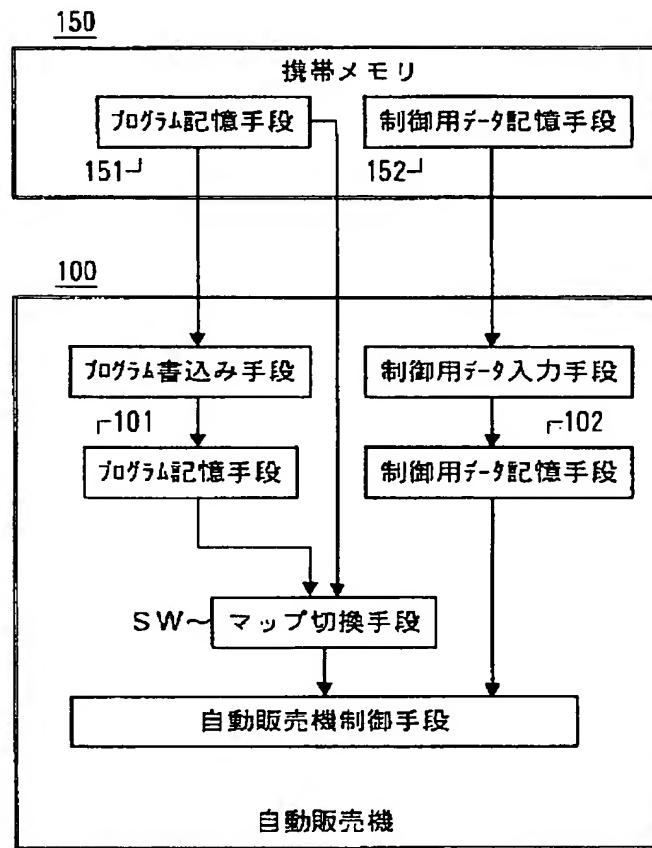 150
携帯メモリ
プログラム記憶手段
制御用データ記憶手段
151
152
100
プログラム書込み手段
制御用データ入力手段
101
102
プログラム記憶手段
制御用データ記憶手段
SW〜
マップ切換手段
自動販売機制御手段
自動販売機